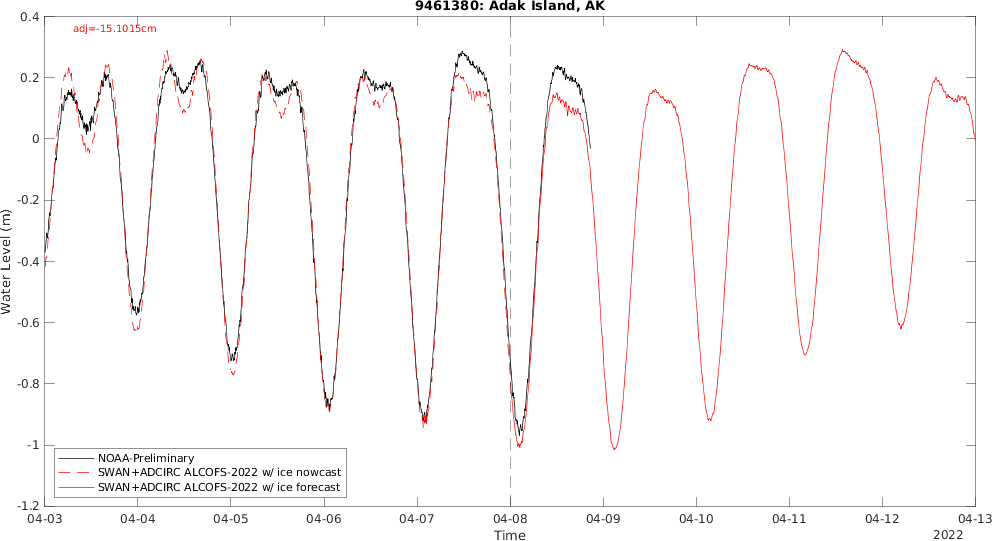 9461380: Adak Island, AK
adj=-15.1015cm
0.4
0.2
0
-0.2
-0.4
-0.6
-0.8
-1
-1.2
Water Level (m)
NOAA-Preliminary
SWAN+ADCIRC ALCOFS-2022 w/ ice nowcast
SWAN+ADCIRC ALCOFS-2022 w/ ice forecast
04-03 04-04 04-05 04-06 04-07 04-08 04-09 04-10 04-11 04-12 04-13
Time
2022